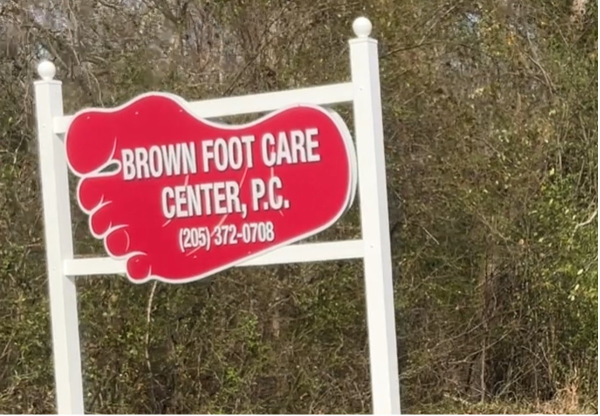 BROWN FOOT CARE
CENTER, P.C.
(205) 372-0708